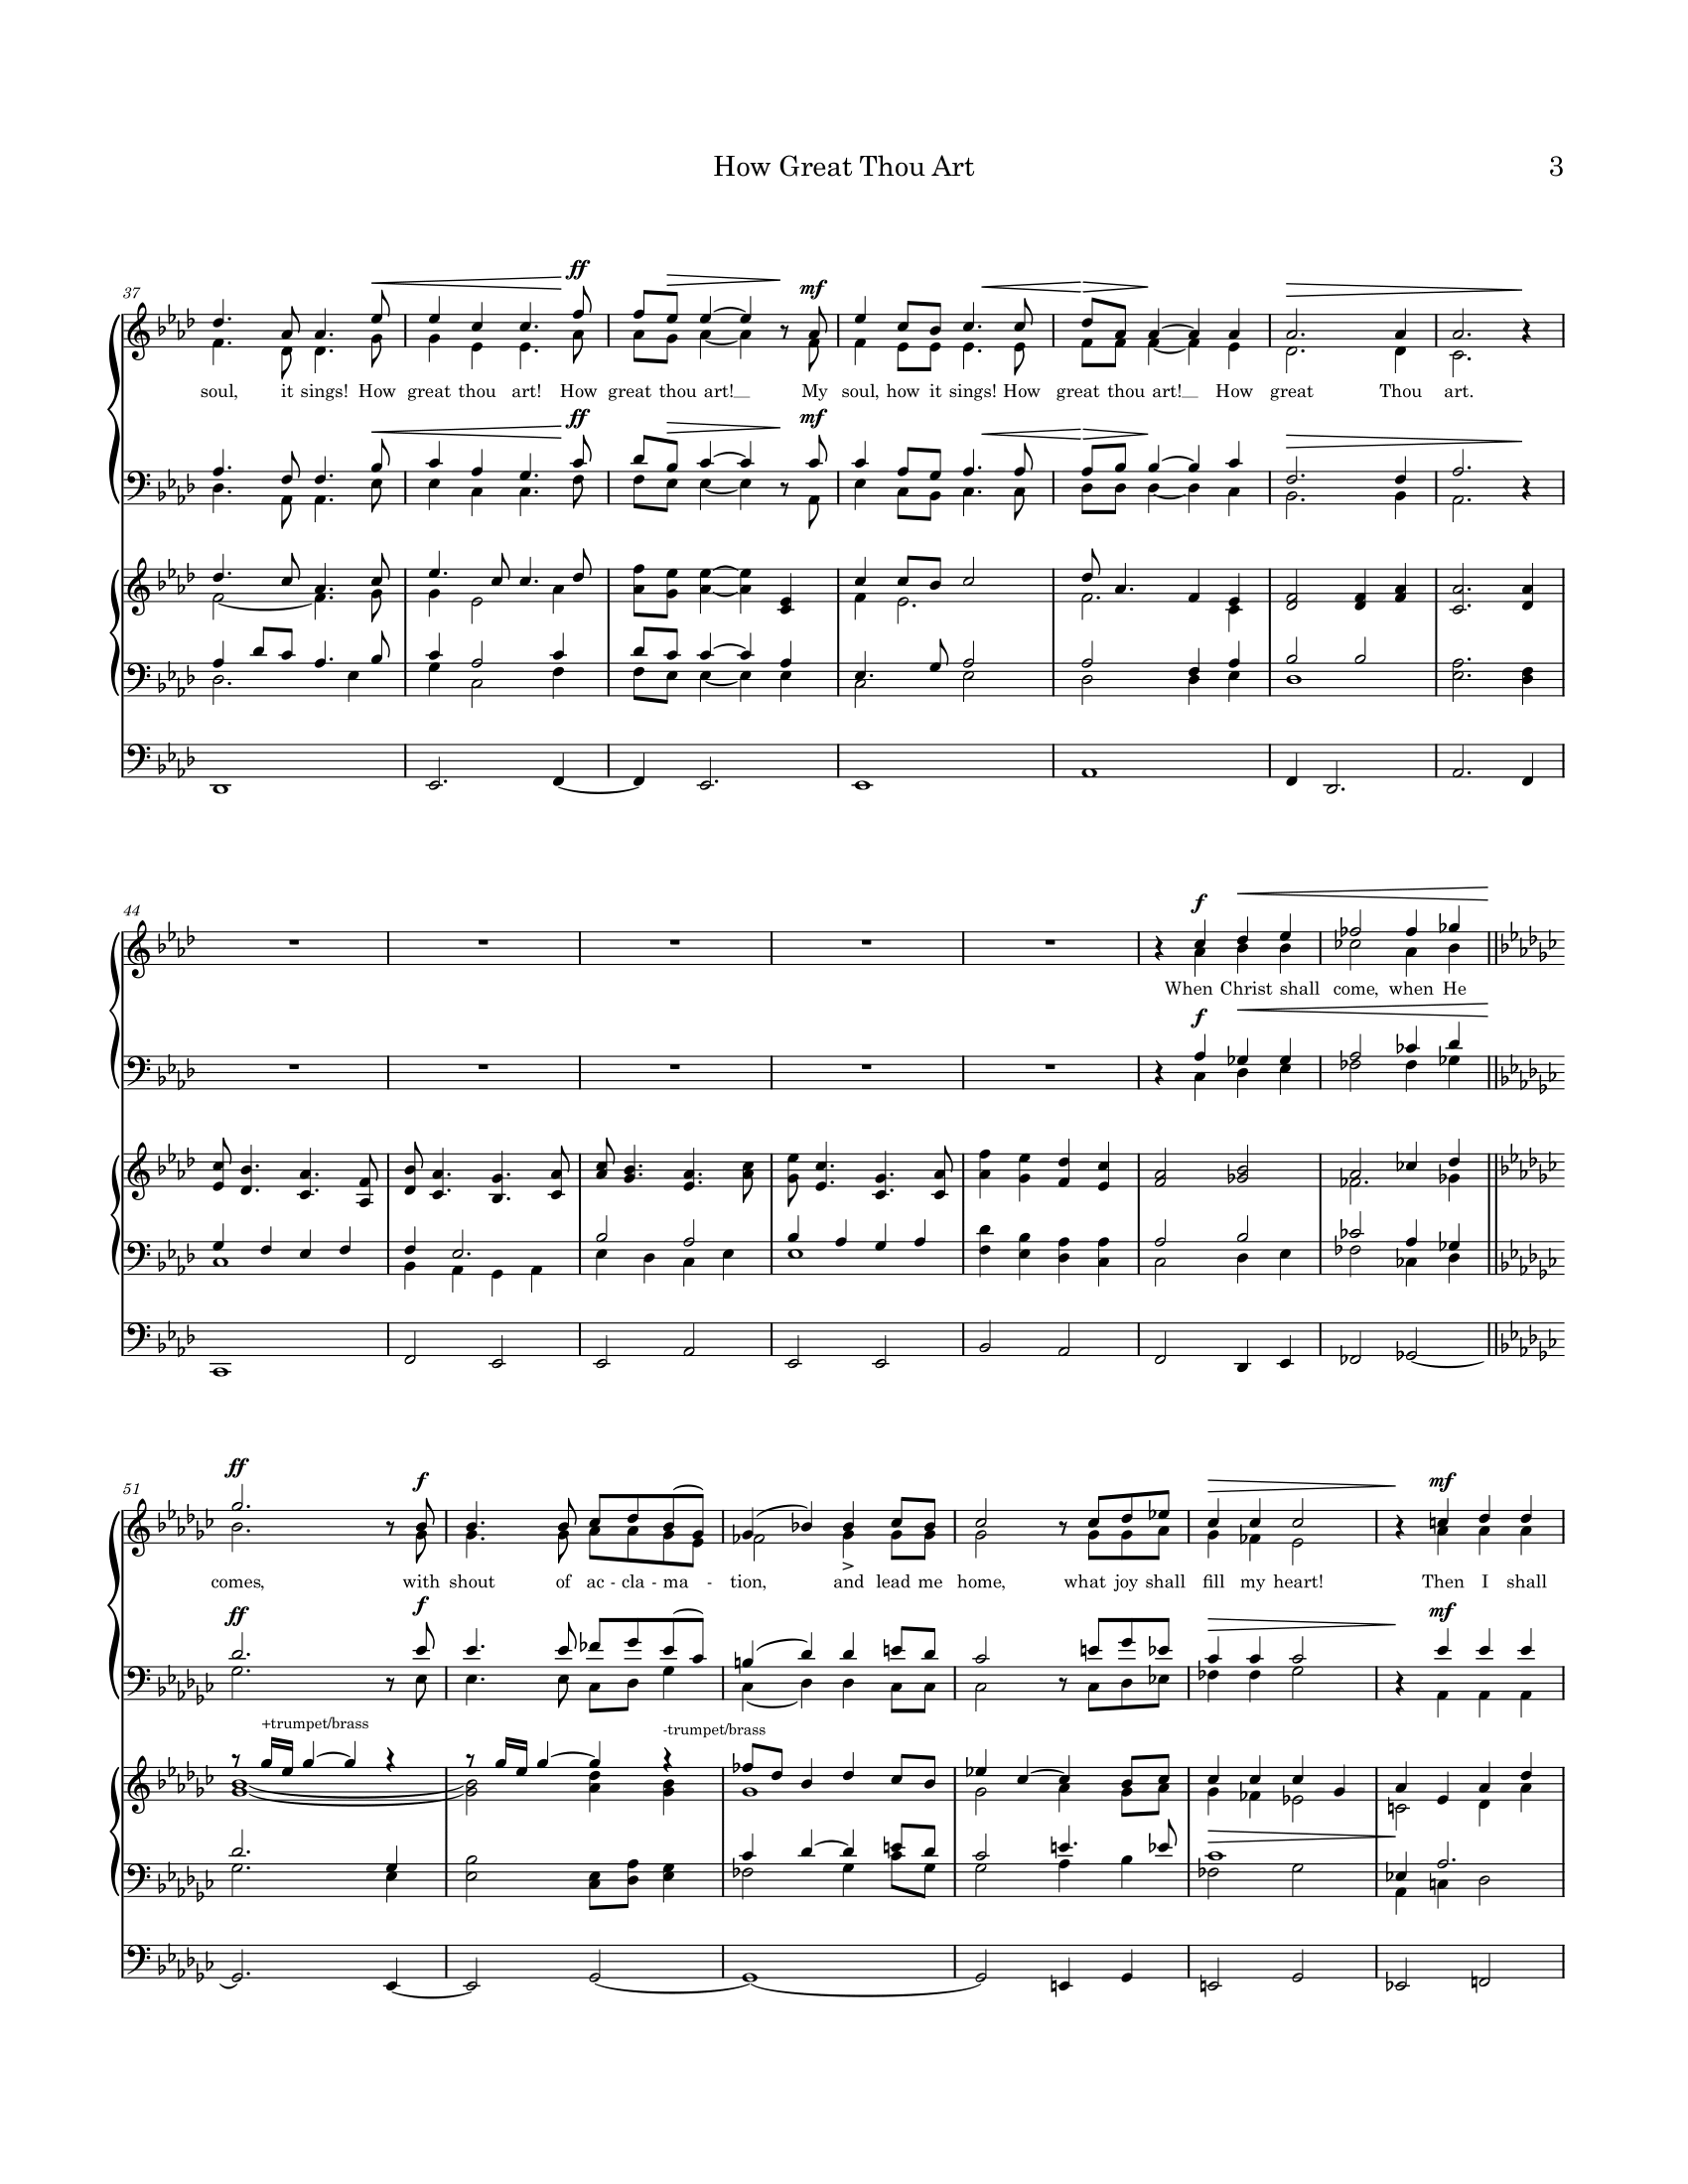 How Great Thou Art
3
ff
37
mf
soul, it sings! How great thou art! How great thou art! __ My soul, how it sings! How great thou art! __ How great Thou art.
ff
mf
f
44
When Christ shall come, when He
f
ff
f
mf
51
comes, with shout of ac - cla - ma - tion, and lead me home, what joy shall fill my heart! Then I shall
ff
f
mf
+trumpet/brass
-trumpet/brass